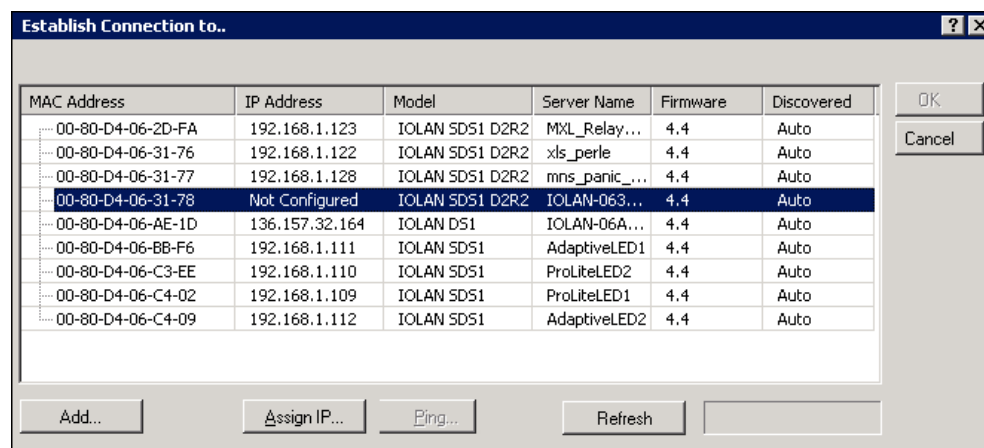 Establish Connection to..
MAC Address IP Address Model Server Name Firmware Discovered OK
00-80-D4-06-2D-FA 192.168.1.123 IOLAN SDS1 D2R2 MXL_Relay... 4.4 Auto Cancel
00-80-D4-06-31-76 192.168.1.122 IOLAN SDS1 D2R2 xls_perle 4.4 Auto
00-80-D4-06-31-77 192.168.1.128 IOLAN SDS1 D2R2 mns_panic_... 4.4 Auto
00-80-D4-06-31-78 Not Configured IOLAN SDS1 D2R2 IOLAN-063... 4.4 Auto
00-80-D4-06-AE-1D 136.157.32.164 IOLAN DS1 IOLAN-06A... 4.4 Auto
00-80-D4-06-BB-F6 192.168.1.111 IOLAN SDS1 AdaptiveLED1 4.4 Auto
00-80-D4-06-C3-EE 192.168.1.110 IOLAN SDS1 ProLiteLED2 4.4 Auto
00-80-D4-06-C4-02 192.168.1.109 IOLAN SDS1 ProLiteLED1 4.4 Auto
00-80-D4-06-C4-09 192.168.1.112 IOLAN SDS1 AdaptiveLED2 4.4 Auto
Add... Assign IP... Ping... Refresh